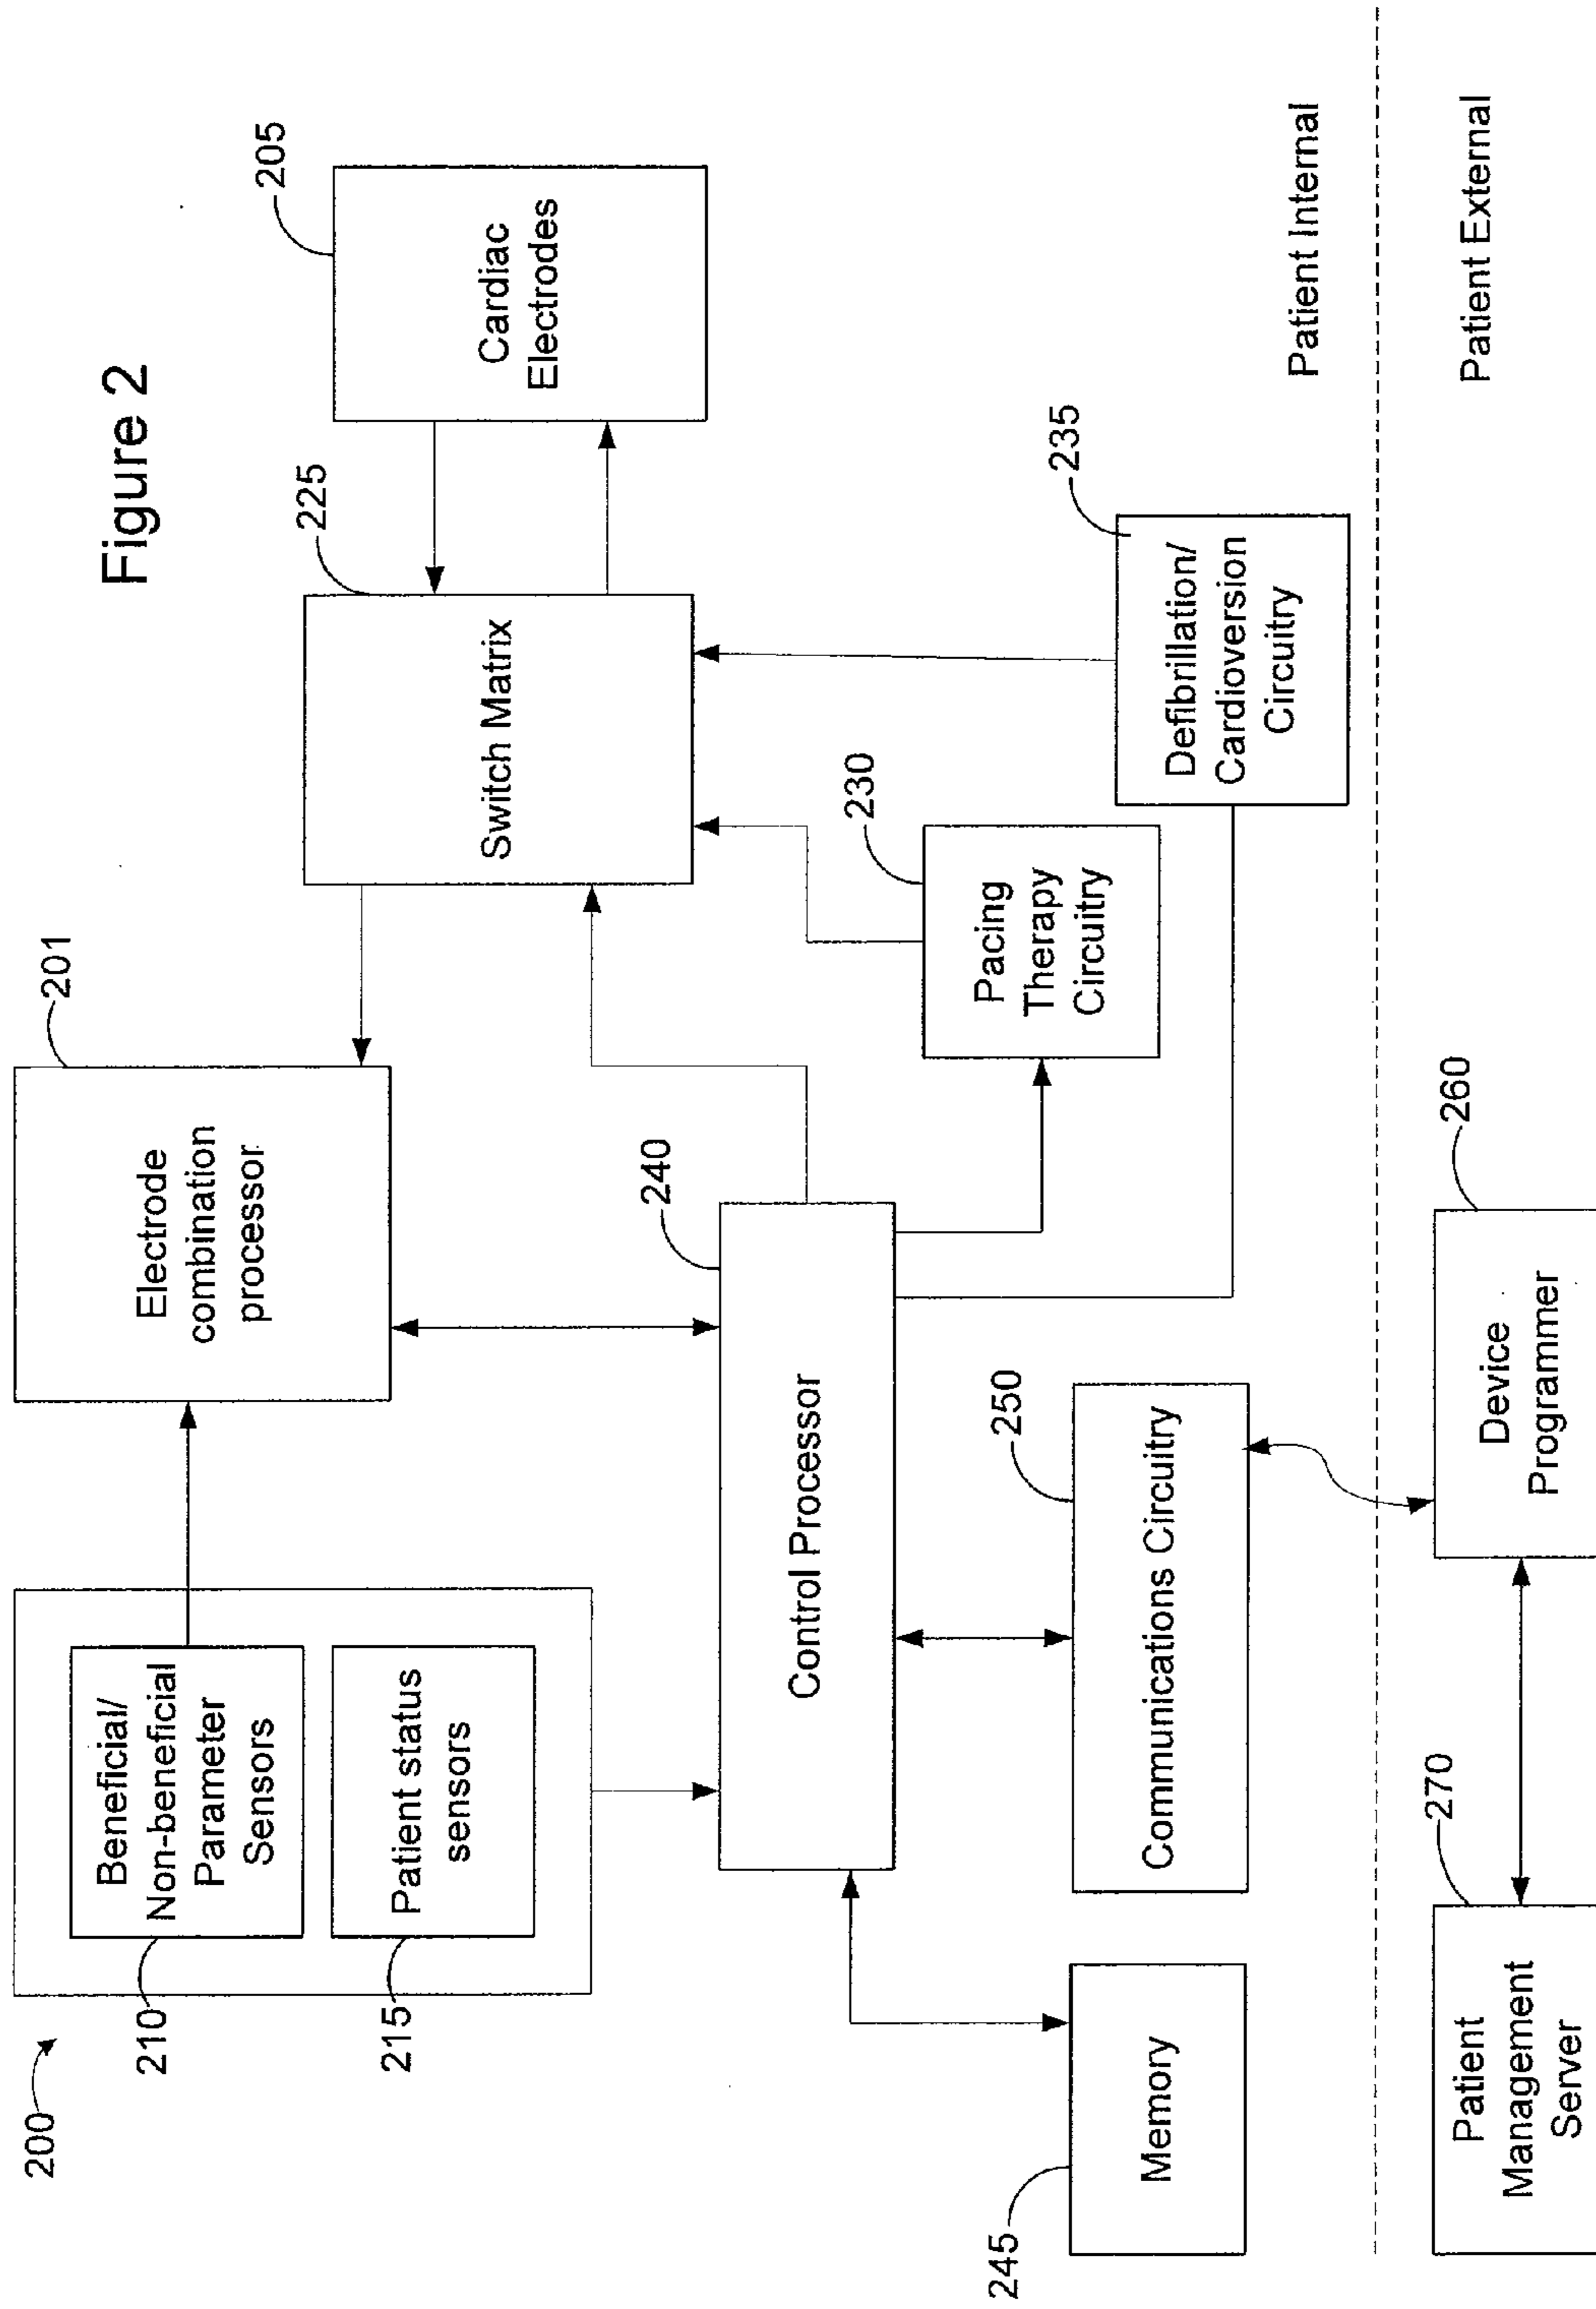 Figure 2
200
210
Beneficial/
Non-beneficial
Parameter
Sensors
215
Patient status
sensors
201
Electrode
combination
processor
225
Switch Matrix
205
Cardiac
Electrodes
240
Control Processor
230
Pacing
Therapy
Circuitry
235
Defibrillation/
Cardioversion
Circuitry
245
Memory
250
Communications Circuitry
Patient Internal
Patient External
270
Patient
Management
Server
260
Device
Programmer